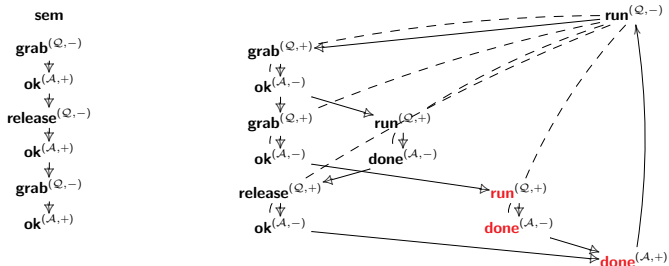 sem
grab(Q,-)
ok(A,+)
release(Q,-)
ok(A,+)
grab(Q,-)
ok(A,+)
run(Q,-)
grab(Q,+)
ok(A,-)
grab(Q,+)
run(Q,+)
ok(A,-)
done(A,-)
release(Q,+)
run(Q,+)
ok(A,-)
done(A,-)
done(A,+)